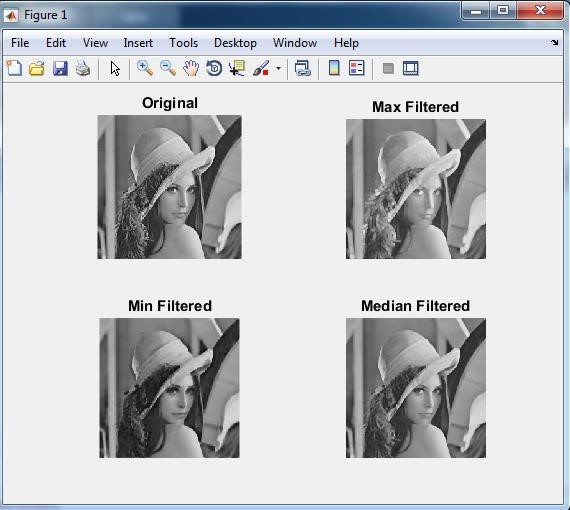 Figure 1
File Edit View Insert Tools Desktop Window Help
Original
Max Filtered
Min Filtered
Median Filtered